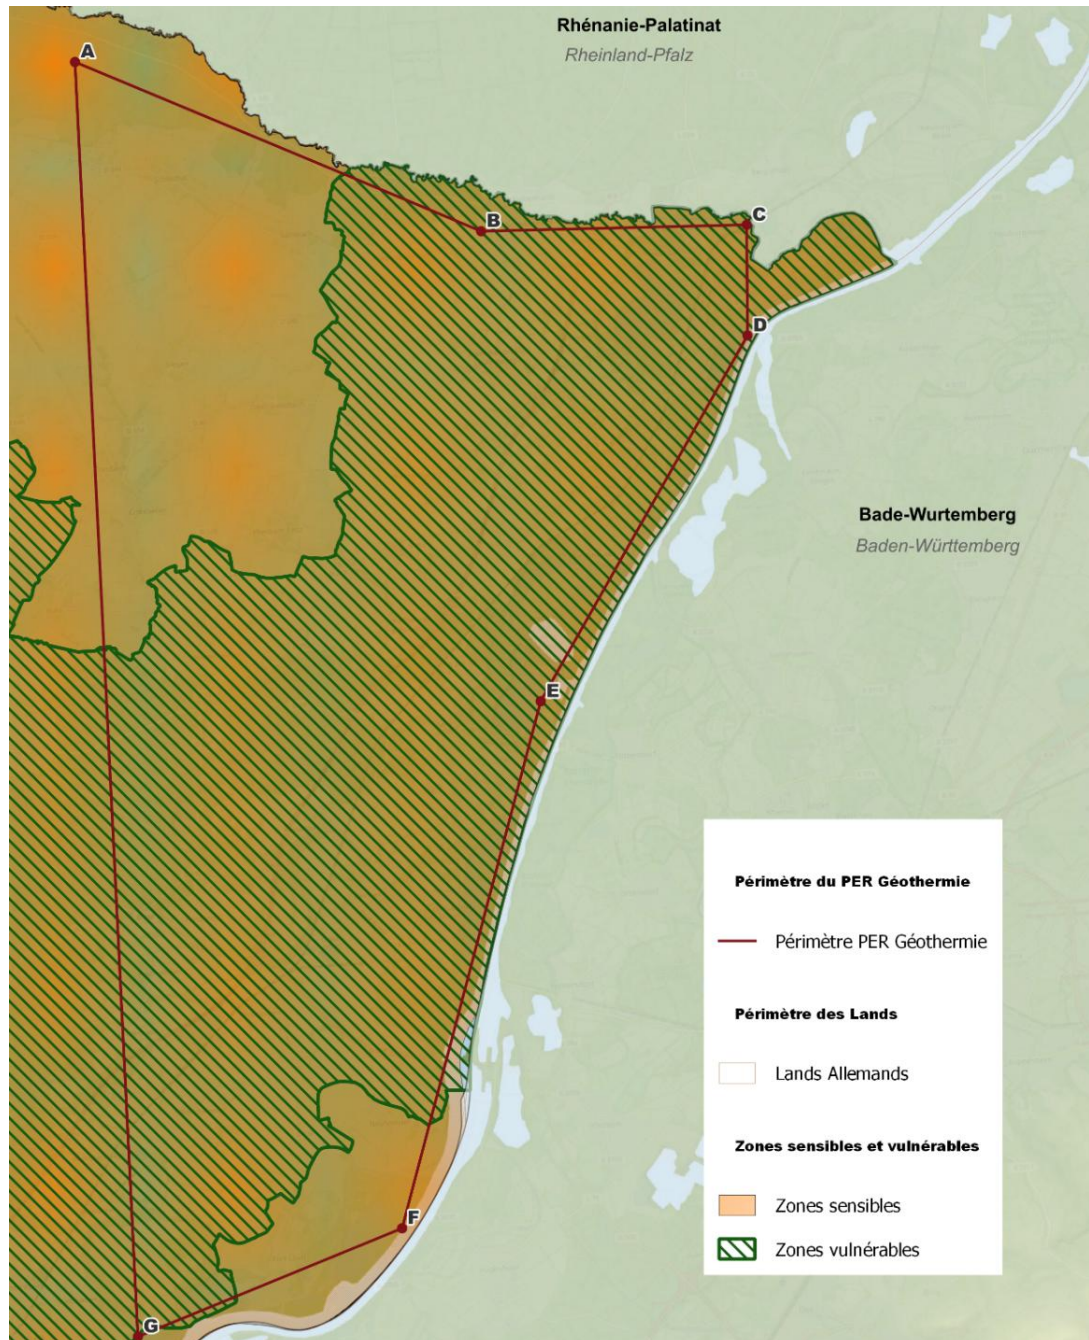 Rhénanie-Palatinat
Rheinland-Pfalz
A
B
C
D
Bade-Wurtemberg
Baden-Württemberg
E
Périmètre du PER Géothermie
Périmètre PER Géothermie
Périmètre des Lands
Lands Allemands
Zones sensibles et vulnérables
Zones sensibles
Zones vulnérables
F
G